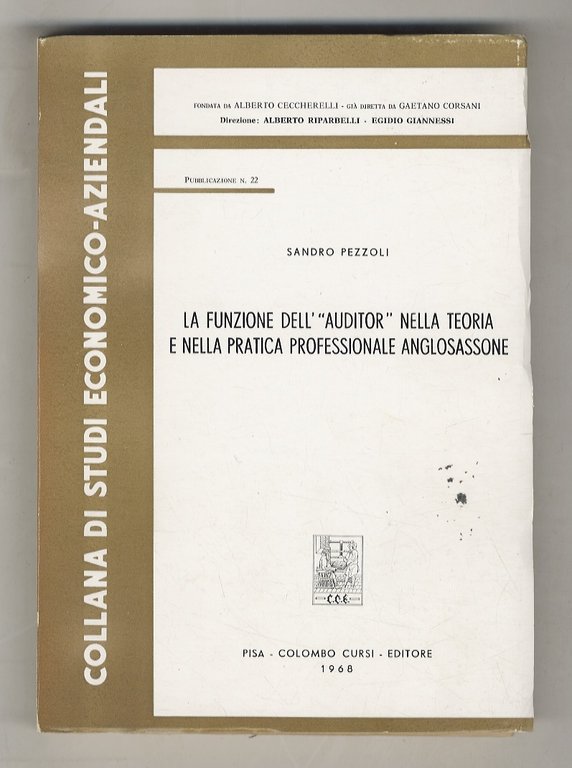 COLLANA DI STUDI ECONOMICO-AZIENDALI
FONDATA DA ALBERTO CECCHERELLI - GIÀ DIRETTA DA GAETANO CORSANI
Direzione: ALBERTO RIPARBELLI - EGIDIO GIANNESSI
PUBBLICAZIONE N. 22
SANDRO PEZZOLI
LA FUNZIONE DELL'“AUDITOR” NELLA TEORIA
E NELLA PRATICA PROFESSIONALE ANGLOSASSONE
C.C.E.
PISA - COLOMBO CURSI - EDITORE
1968